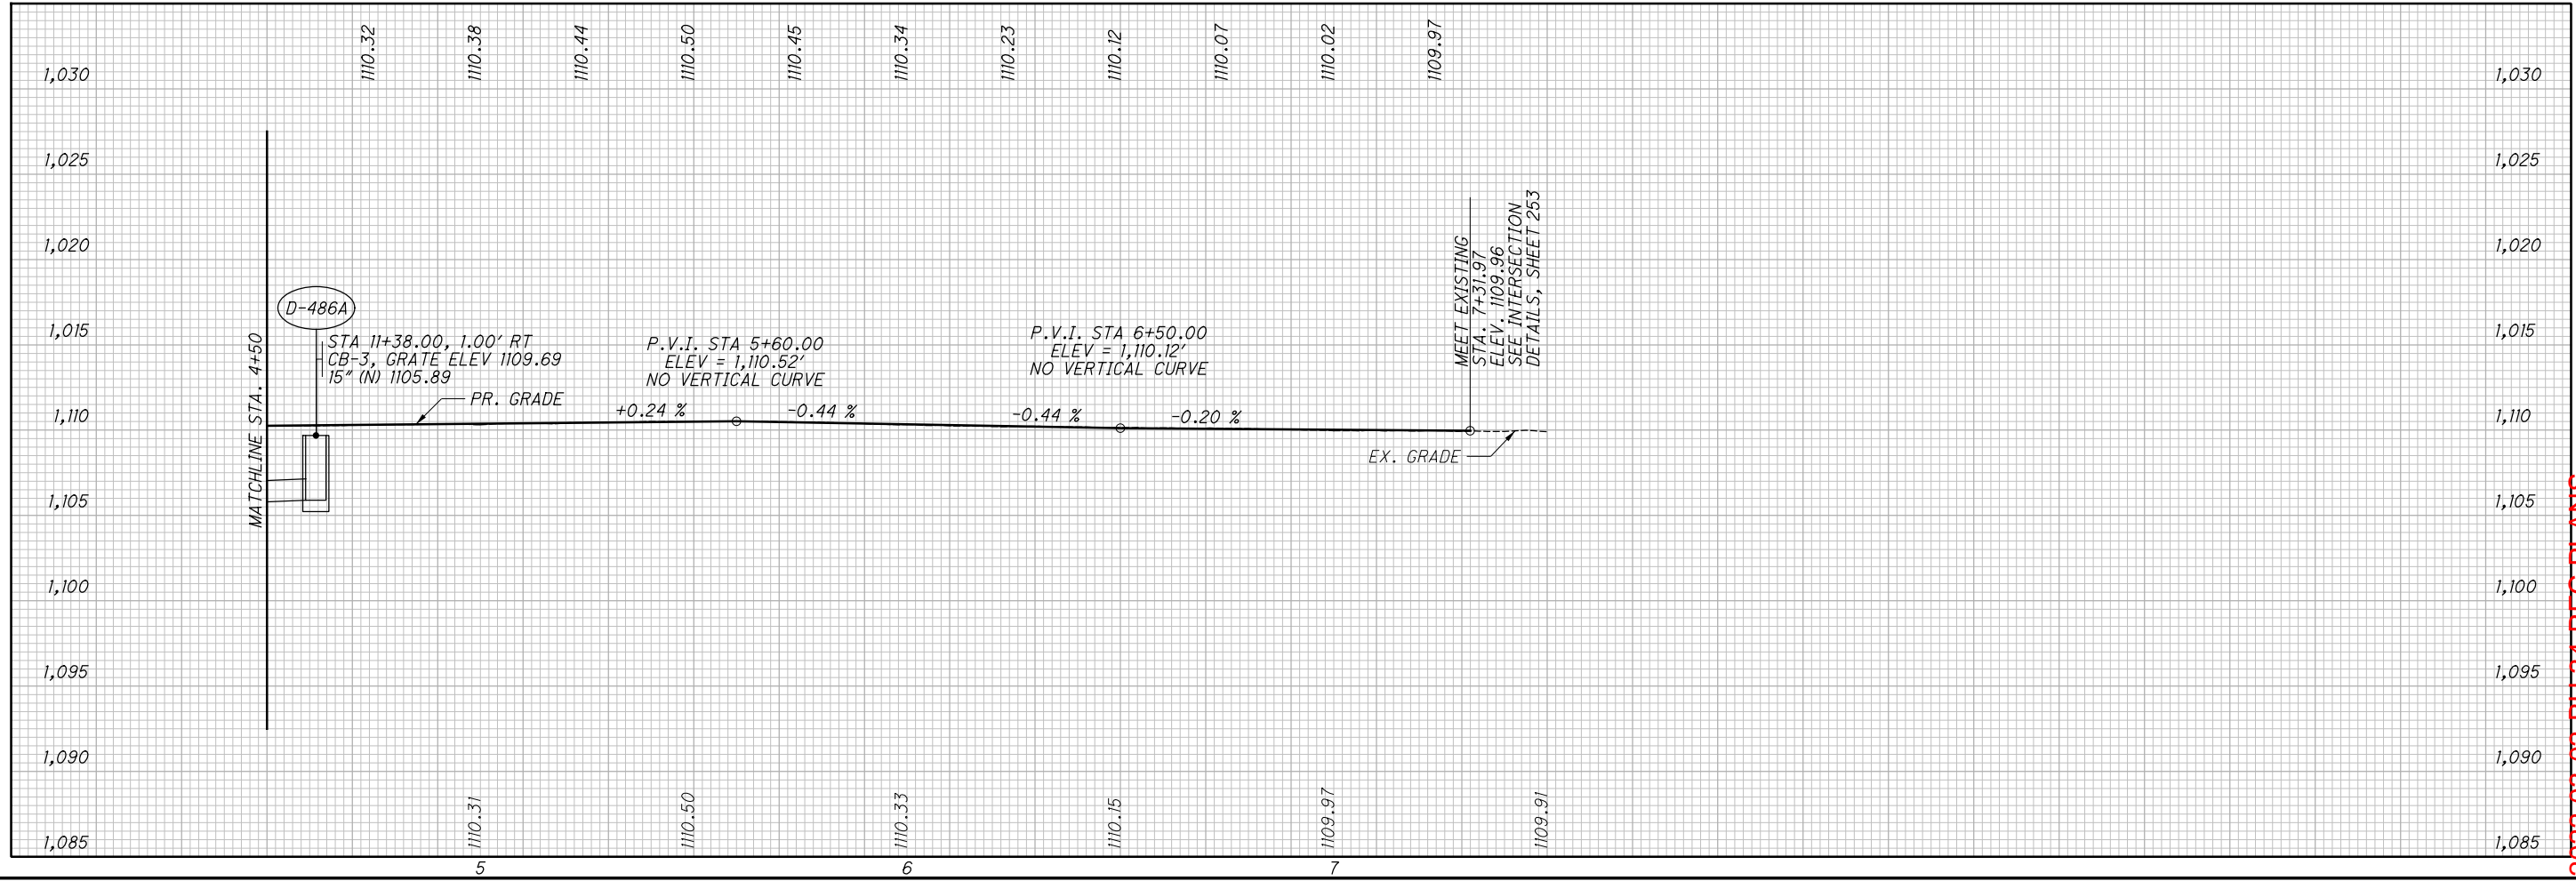 1110.32
1110.38
1110.44
1110.50
1110.45
1110.34
1110.23
1110.12
1110.07
1110.02
1109.97
1,030
1,030
1,025
1,025
1,020
1,020
1,015
1,015
1,110
1,110
1,105
1,105
1,100
1,100
1,095
1,095
1,090
1,090
1,085
1,085
MATCHLINE STA. 4+50
D-486A
STA 11+38.00, 1.00' RT
CB-3, GRATE ELEV 1109.69
15" (N) 1105.89
PR. GRADE
P.V.I. STA 5+60.00
ELEV = 1,110.52'
NO VERTICAL CURVE
+0.24 %
-0.44 %
P.V.I. STA 6+50.00
ELEV = 1,110.12'
NO VERTICAL CURVE
-0.44 %
-0.20 %
MEET EXISTING
STA. 7+31.97
ELEV. 1109.96
SEE INTERSECTION
DETAILS, SHEET 253
EX. GRADE
1110.31
1110.50
1110.33
1110.15
1109.97
1109.91
5
6
7